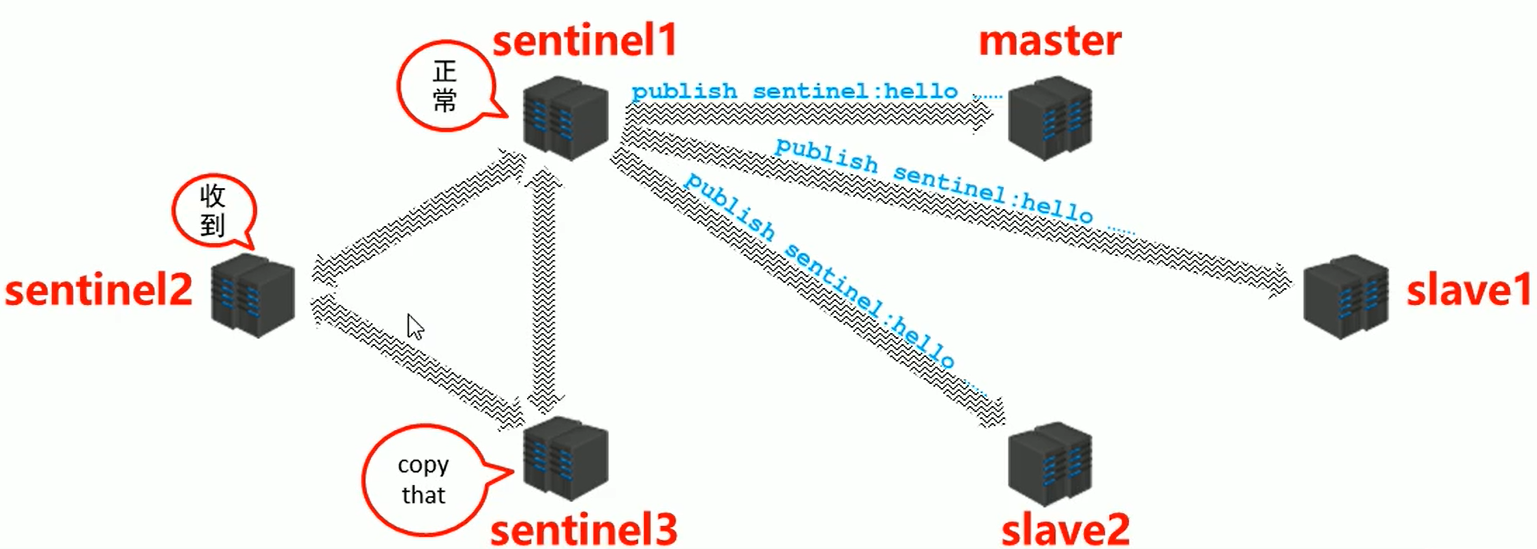 sentinel1
master
正
常
publish sentinel:hello ......
publish sentinel:hello ......
publish sentinel:hello ......
收
到
sentinel2
slave1
copy
that
sentinel3
slave2